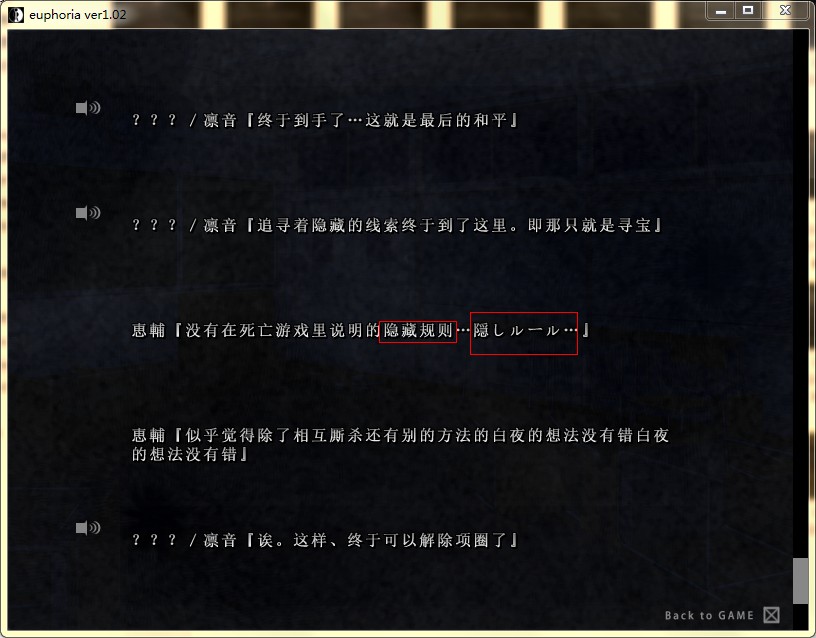 euphoria ver1.02
？？？/凛音『终于到手了…这就是最后的和平』
？？？/凛音『追寻着隐藏的线索终于到了这里。即那只就是寻宝』
惠輔『没有在死亡游戏里说明的隐藏规则…隠しルール…』
惠輔『似乎觉得除了相互厮杀还有别的方法的白夜的想法没有错白夜
的想法没有错』
？？？/凛音『诶。这样、终于可以解除项圈了』
Back to GAME